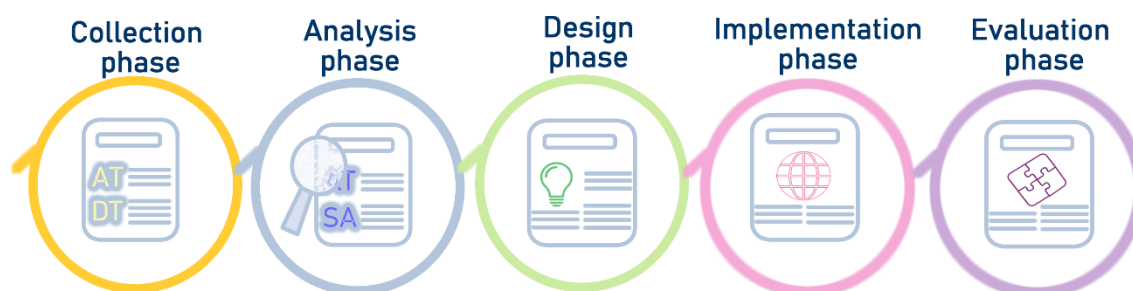 Collection
phase
Analysis
phase
Design
phase
Implementation
phase
Evaluation
phase
AT
DT
SA